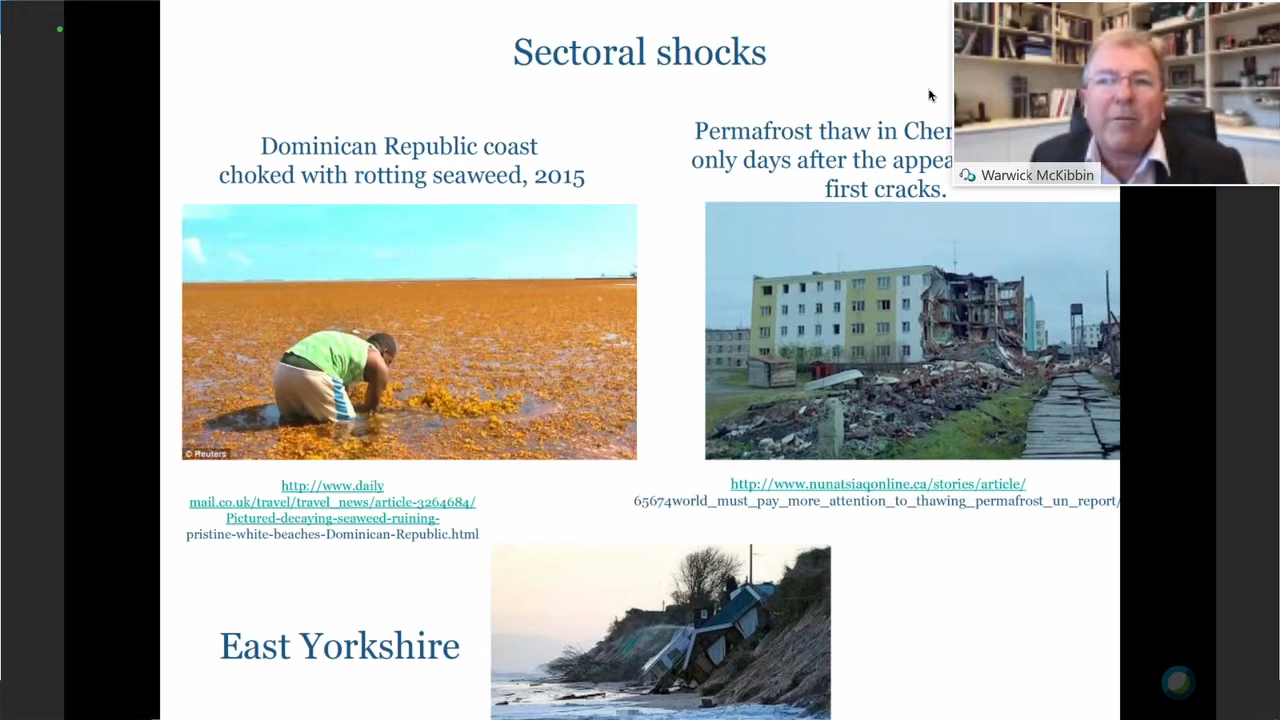 Sectoral shocks
Dominican Republic coast
choked with rotting seaweed, 2015
Permafrost thaw in
only days after the
first cracks.
Warwick McKibbin
© Reuters
http://www.daily
mail.co.uk/travel/travel_news/article-3264684/
Pictured-decaying-seaweed-ruining-
pristine-white-beaches-Dominican-Republic.html
http://www.nunatsiaqonline.ca/stories/article/
65674world_must_pay_more_attention_to_thawing_permafrost_un_report/
East Yorkshire